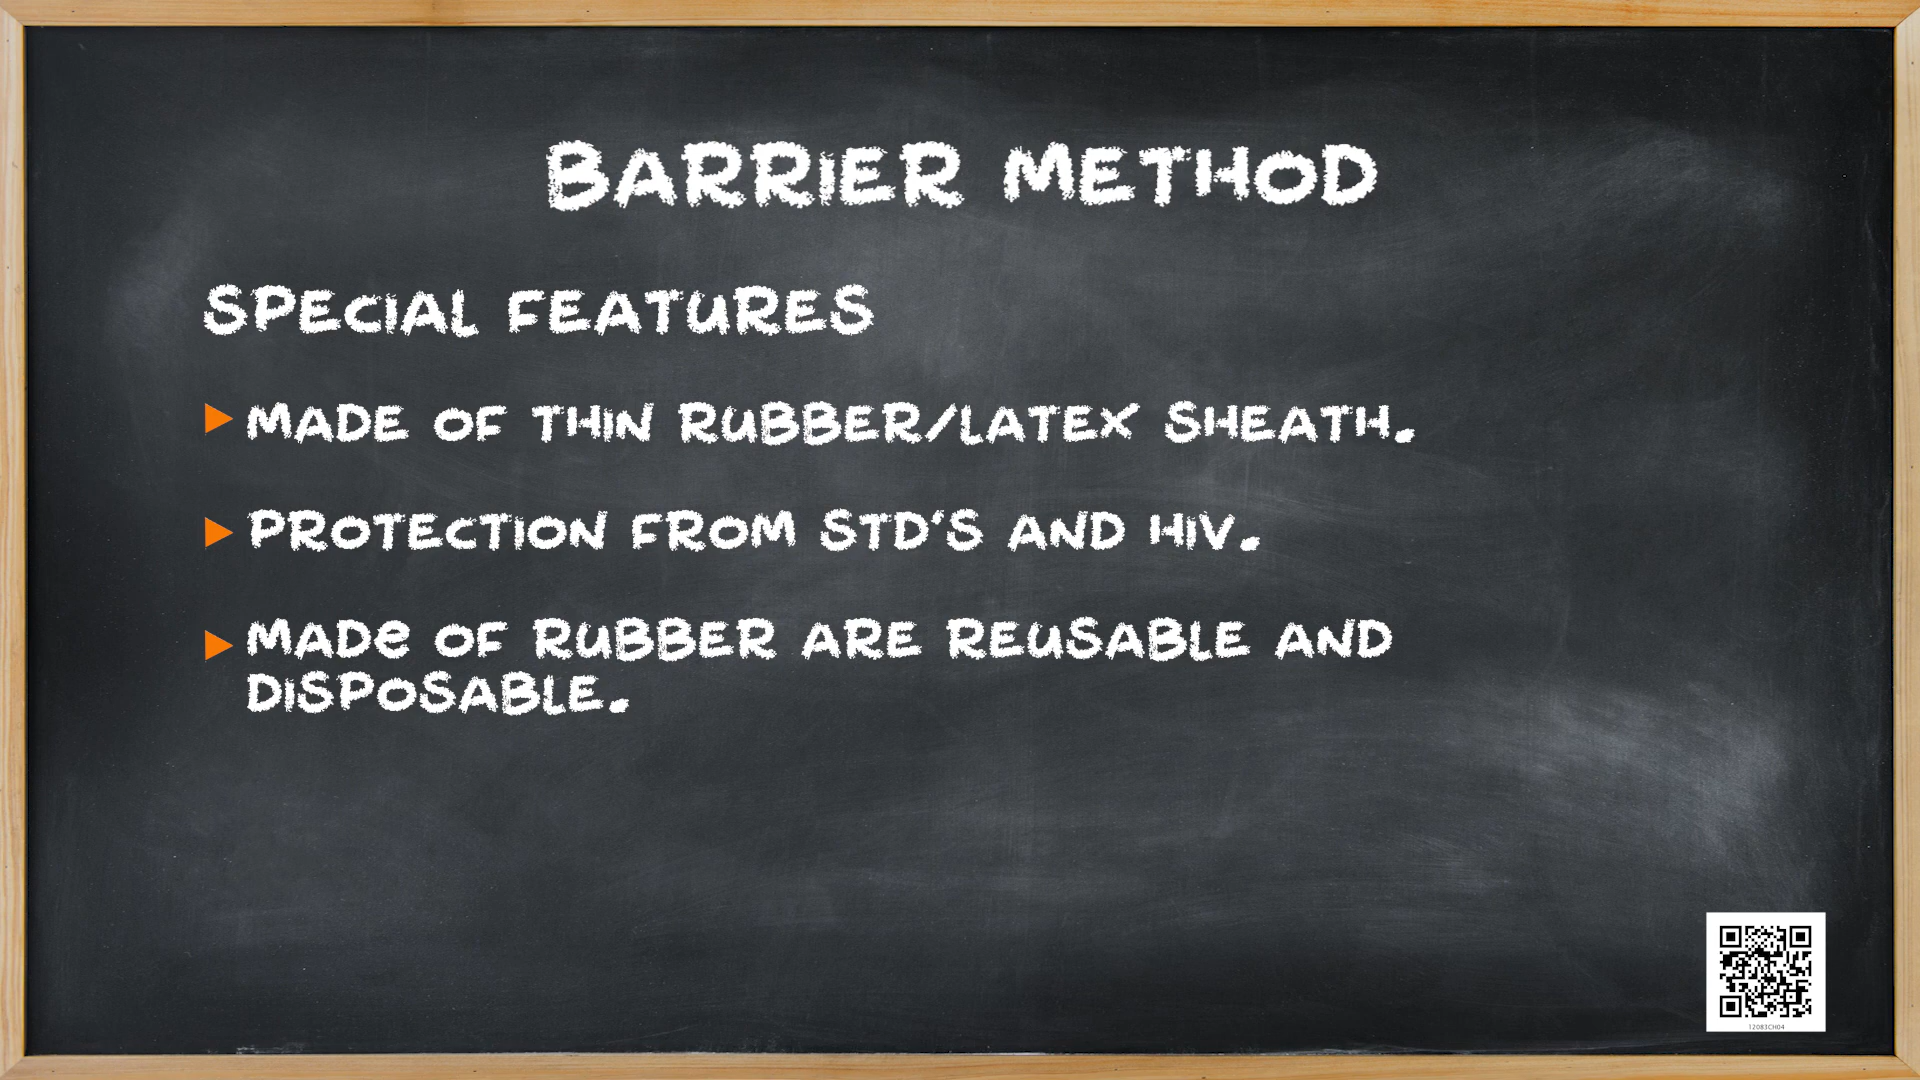 BARRIER METHOD
SPECIAL FEATURES
MADE OF THIN RUBBER/LATEX SHEATH.
PROTECTION FROM STD'S AND HIV.
MADe OF RUBBER ARE REUSABLE AND
DISPOSABLE.
12083CH04